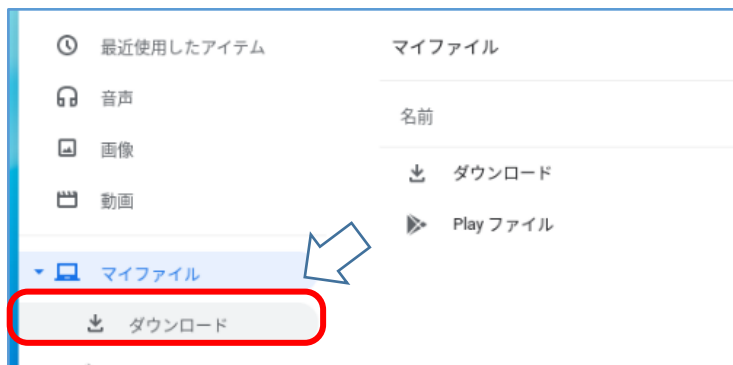 最近使用したアイテム
音声
画像
動画
マイファイル
ダウンロード
マイファイル
名前
ダウンロード
Play ファイル